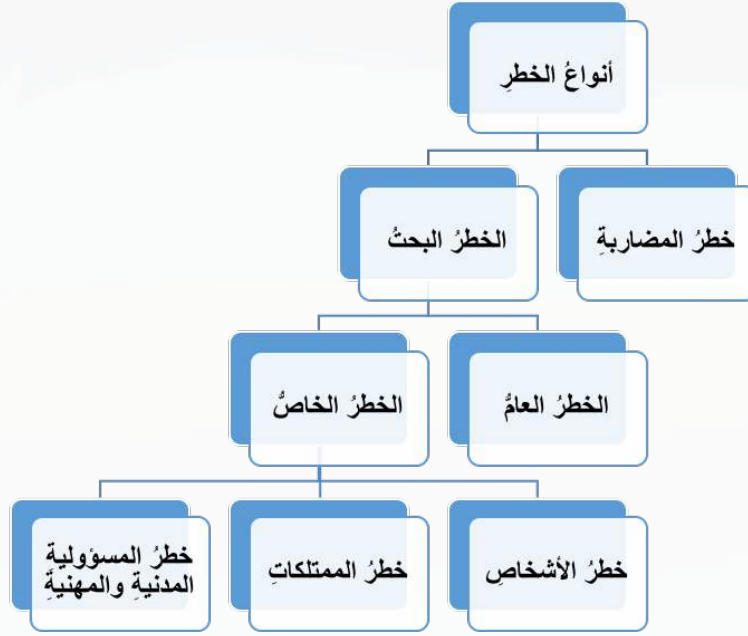 أنواعُ الخطرِ
خطرُ المضاربةِ
الخطرُ البحتُ
الخطرُ العامُّ
الخطرُ الخاصُّ
خطرُ الأشخاصِ
خطرُ الممتلكاتِ
خطرُ المسؤوليةِ
المدنيةِ والمهنيةِ